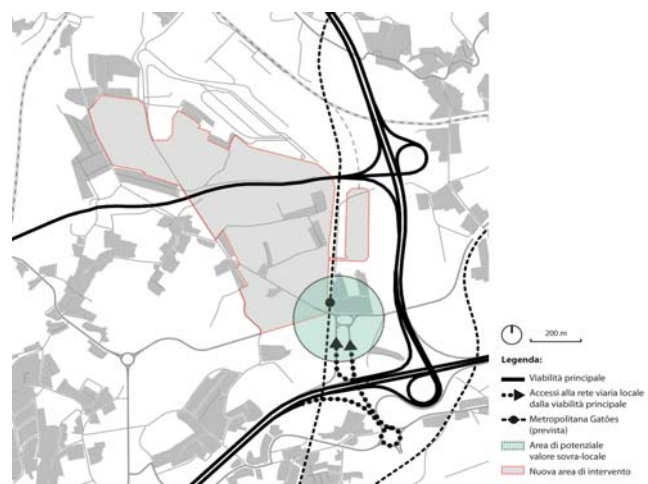 200 m
Legenda:
Viabilità principale
Accessi alla rete viaria locale
dalla viabilità principale
Metropolitana Gatões
(prevista)
Area di potenziale
valore sovra-locale
Nuova area di intervento